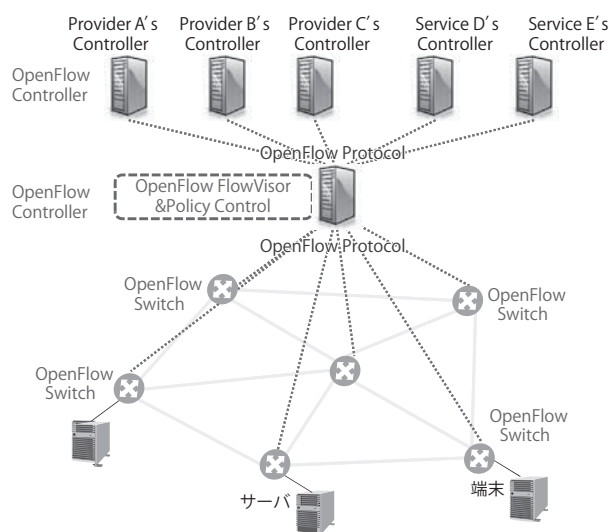 Provider A's Controller
Provider B's Controller
Provider C's Controller
Service D's Controller
Service E's Controller
OpenFlow
Controller
OpenFlow Protocol
OpenFlow
Controller
OpenFlow FlowVisor
&Policy Control
OpenFlow Protocol
OpenFlow
Switch
OpenFlow
Switch
OpenFlow
Switch
OpenFlow
Switch
サーバ
端末